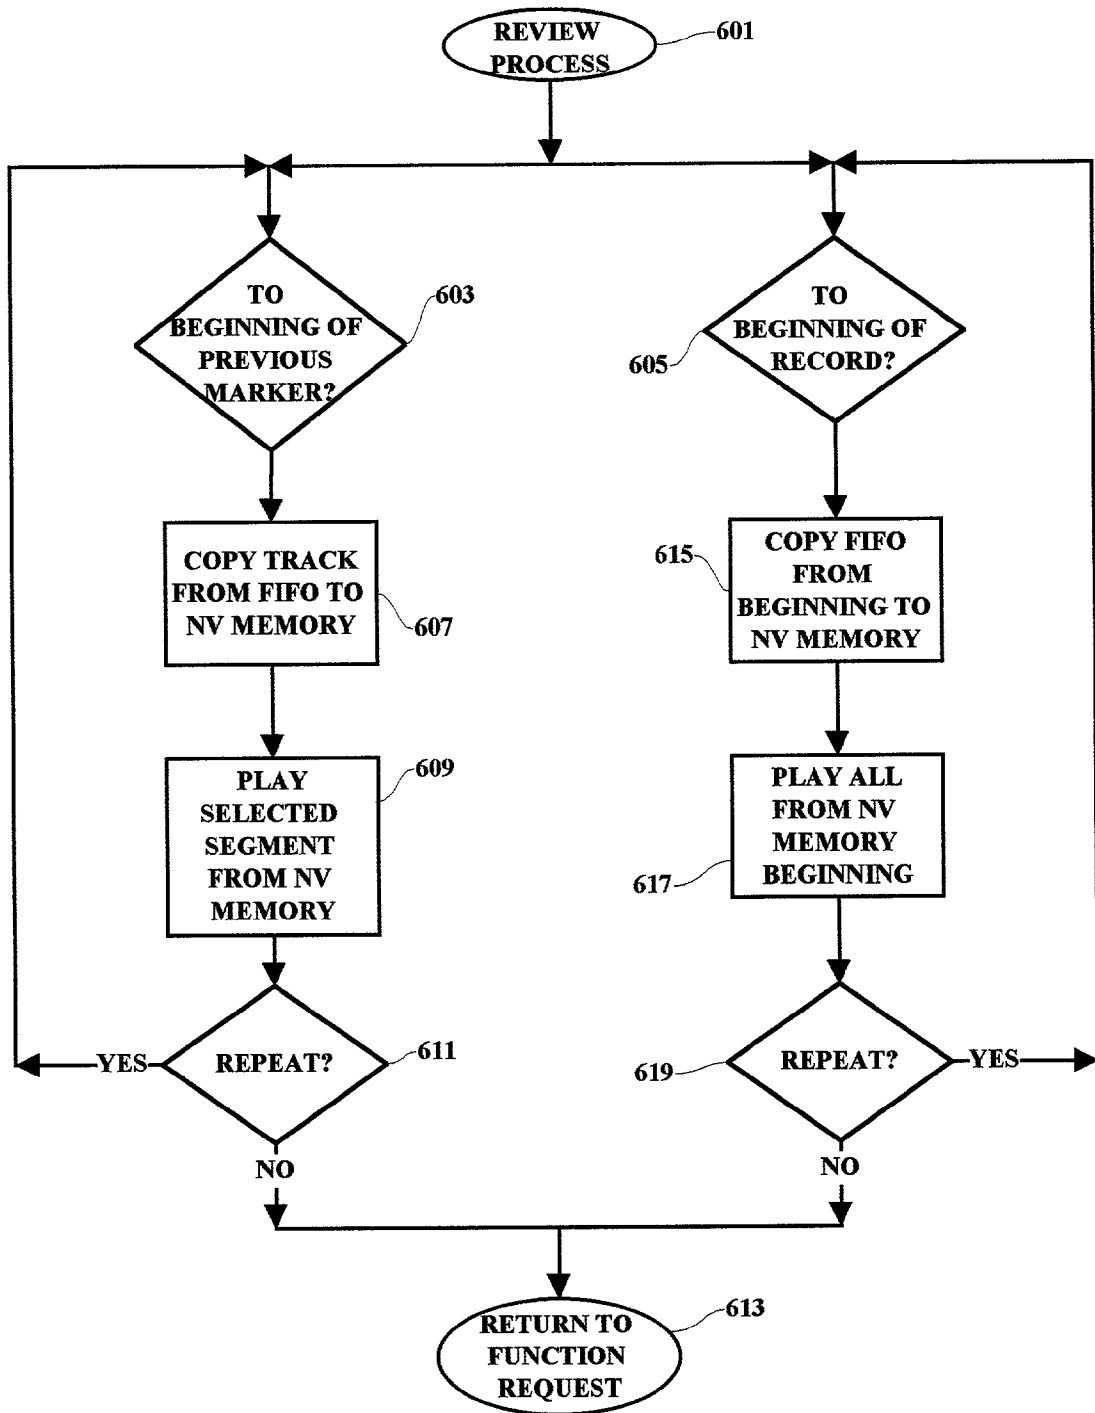 REVIEW
PROCESS
601
TO
BEGINNING OF
PREVIOUS
MARKER?
603
TO
BEGINNING OF
RECORD?
605
COPY TRACK
FROM FIFO TO
NV MEMORY
607
615
COPY FIFO
FROM
BEGINNING TO
NV MEMORY
PLAY
SELECTED
SEGMENT
FROM NV
MEMORY
609
PLAY ALL
FROM NV
MEMORY
BEGINNING
617
YES
REPEAT?
611
619
REPEAT?
YES
NO
NO
RETURN TO
FUNCTION
REQUEST
613